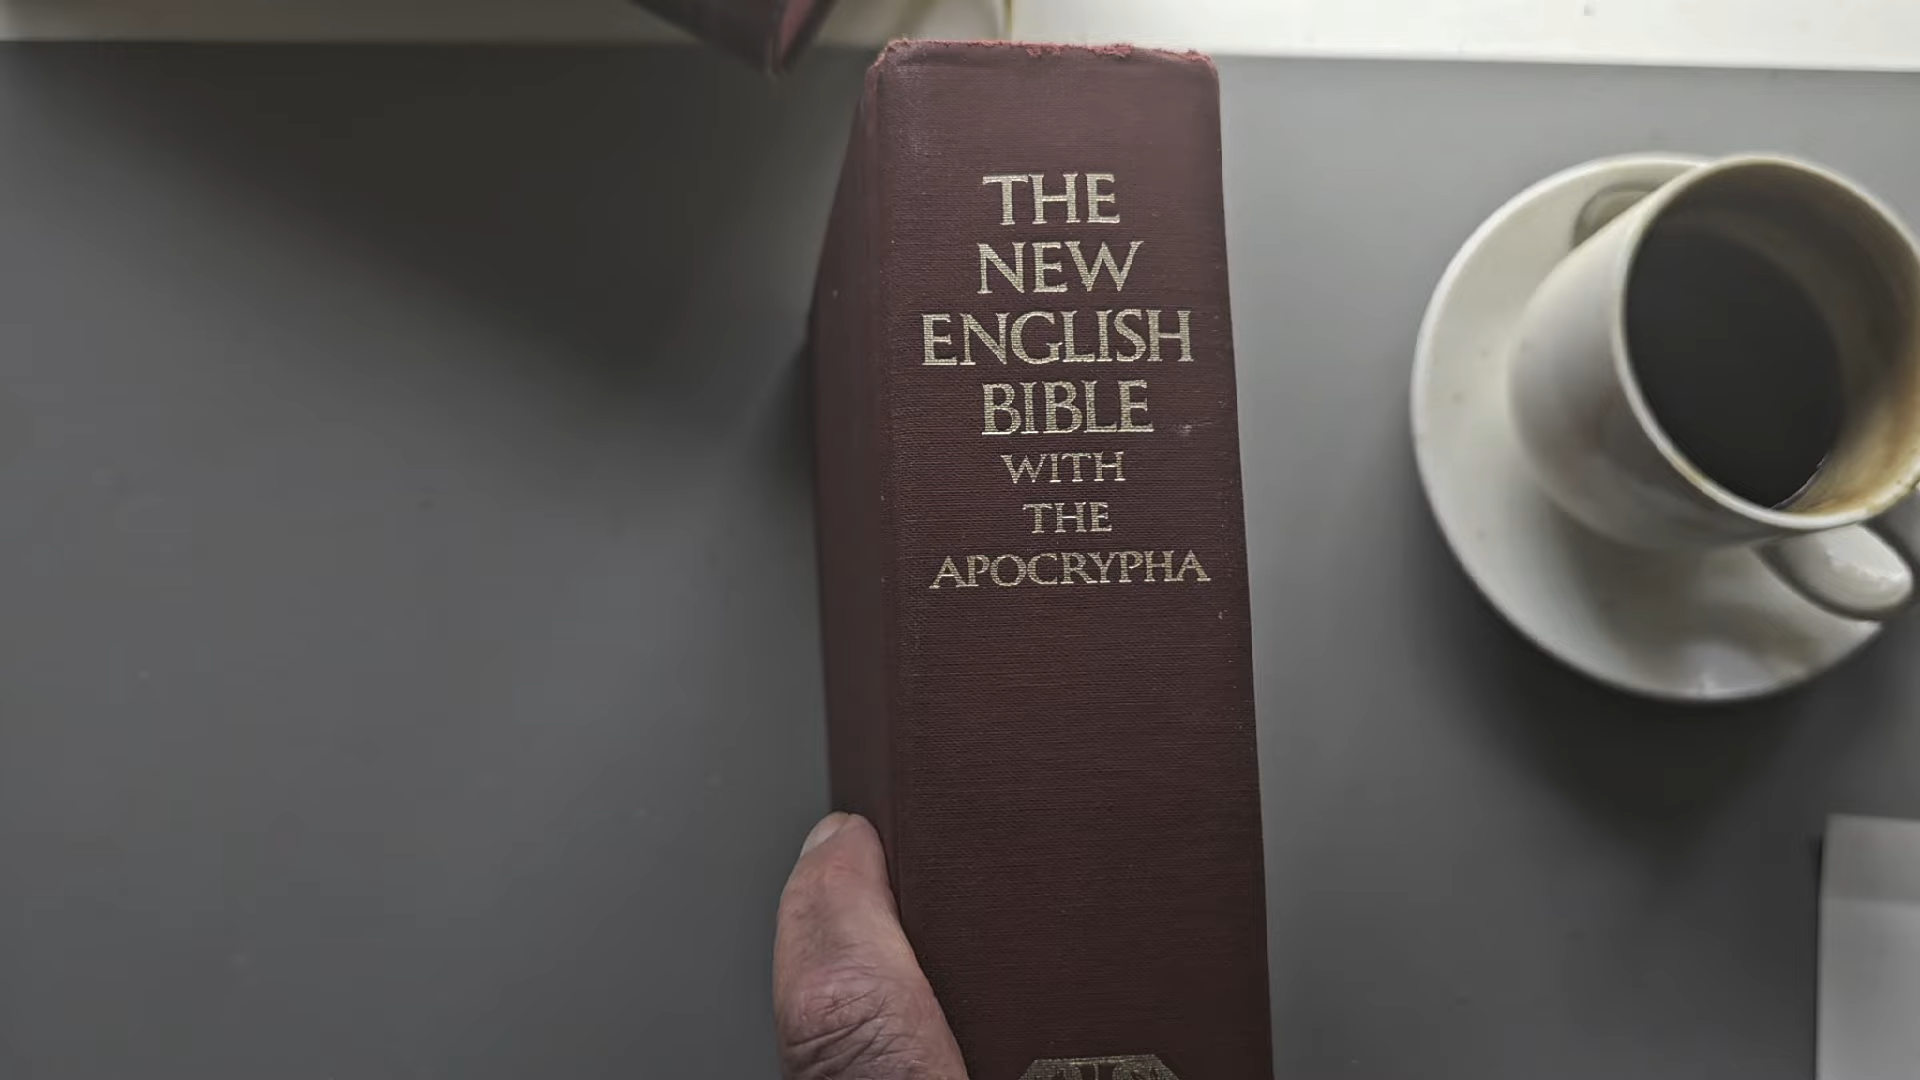 THE
NEW
ENGLISH
BIBLE
WITH
THE
APOCRYPHA